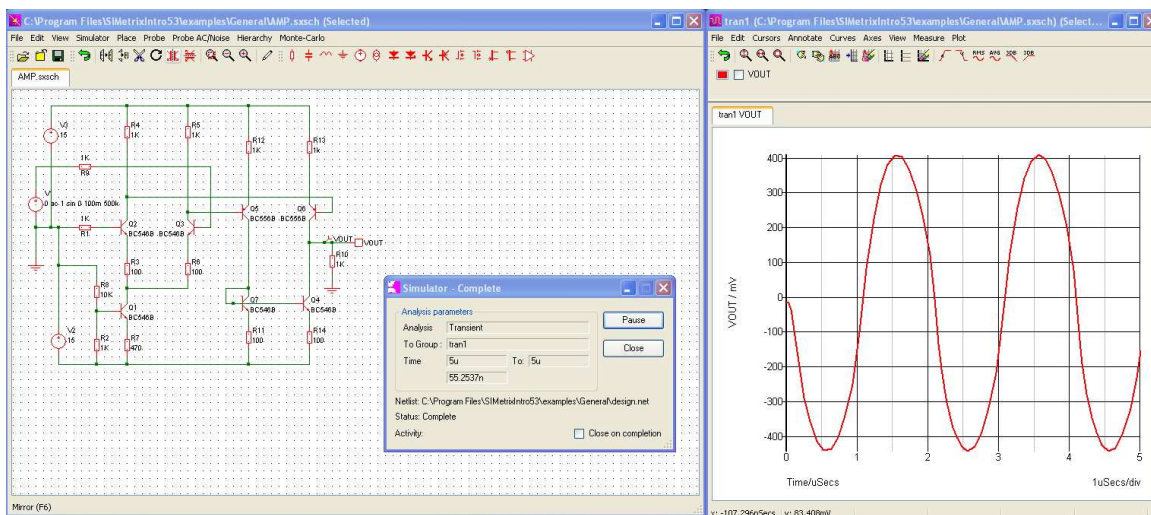 C:\Program Files\SIMetrixIntro53\examples\General\AMP.sxsch (Selected)
File Edit View Simulator Place Probe Probe AC/Noise Hierarchy Monte-Carlo
AMP.sxsch
V3
15
R4
1K
R5
1K
R12
1K
R13
1k
1K
R9
0 ac 1 sin 0 100m 500k
1K
R1
Q2
BC546B
Q3
BC546B
Q5
BC556B
Q6
BC556B
VOUT
VOUT
R10
1K
R3
100
R6
100
R8
10K
Q1
BC546B
Q7
BC546B
Q4
BC546B
V2
15
R2
1K
R7
470
R11
100
R14
100
Simulator - Complete
Analysis parameters
Analysis Transient
To Group : tran1
Time 5u To: 5u
55.2537n
Pause
Close
Netlist: C:\Program Files\SIMetrixIntro53\examples\General\design.net
Status: Complete
Activity:
Close on completion
Mirror (F6)
tran1 (C:\Program Files\SIMetrixIntro53\examples\General\AMP.sxsch) (Select...
File Edit Cursors Annotate Curves Axes View Measure Plot
RMS AVG 3DB 3DB
VOUT
tran1 VOUT
VOUT / mV
400
300
200
100
0
-100
-200
-300
-400
0 1 2 3 4 5
Time/uSecs 1uSecs/div
x: -107.296nSecs y: 83.408mV